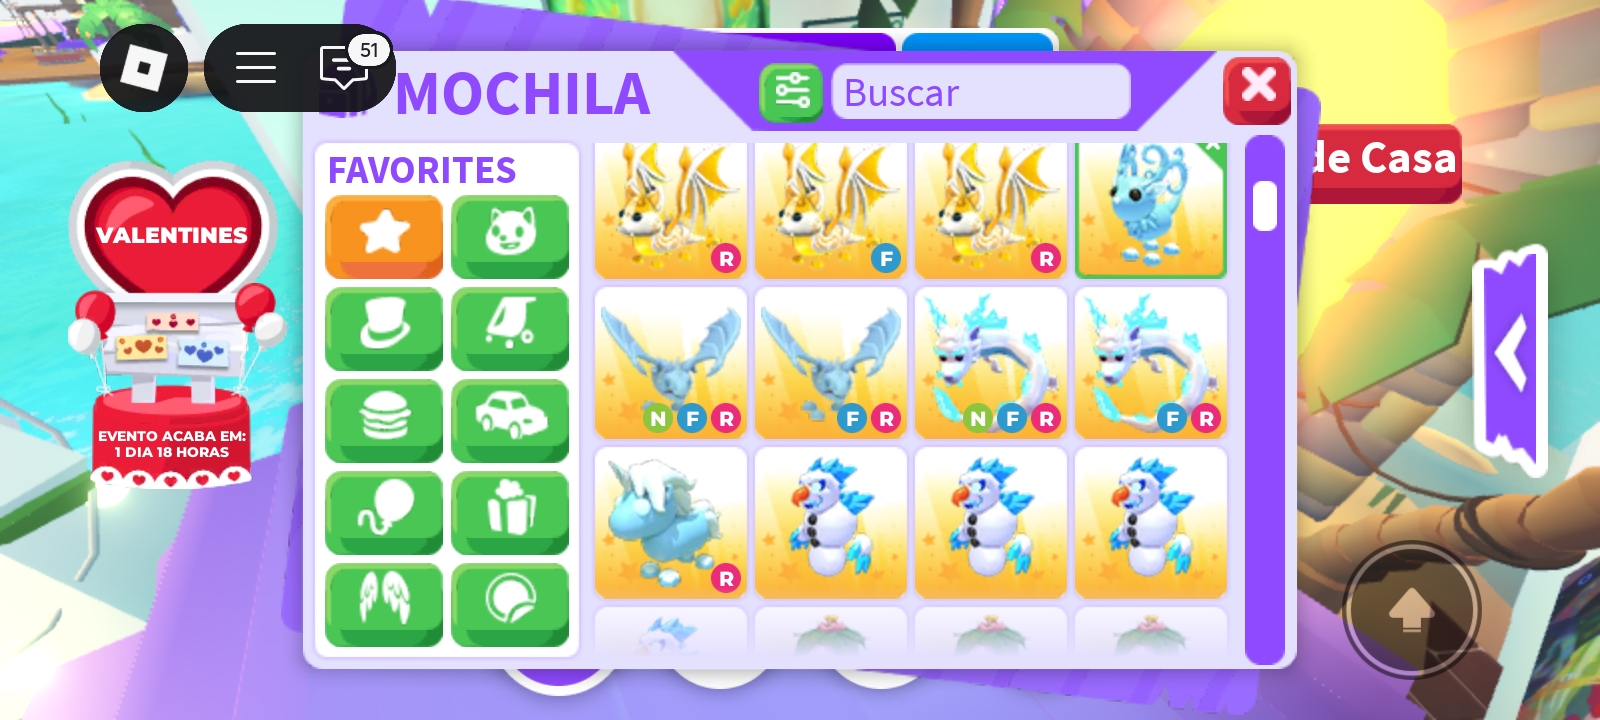 51
MOCHILA
Buscar
FAVORITES
de Casa
VALENTINES
EVENTO ACABA EM:
1 DIA 18 HORAS
R
F
R
N F R
F R
N F R
F R
R